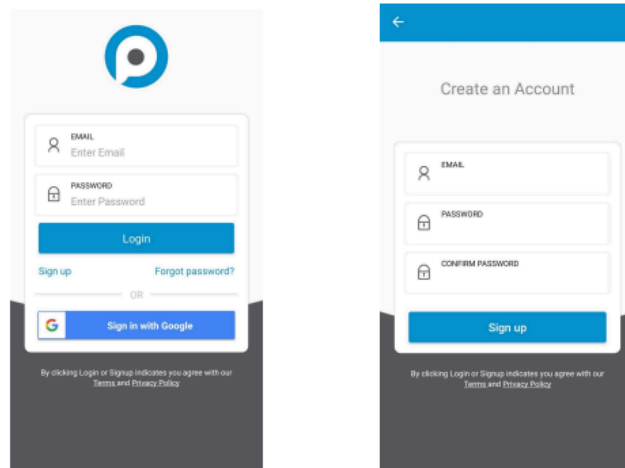 EMAIL
Enter Email
PASSWORD
Enter Password
Login
Sign up
Forgot password?
OR
Sign in with Google
By clicking Login or Signup indicates you agree with our
Terms and Privacy Policy
Create an Account
EMAIL
PASSWORD
CONFIRM PASSWORD
Sign up
By clicking Login or Signup indicates you agree with our
Terms and Privacy Policy